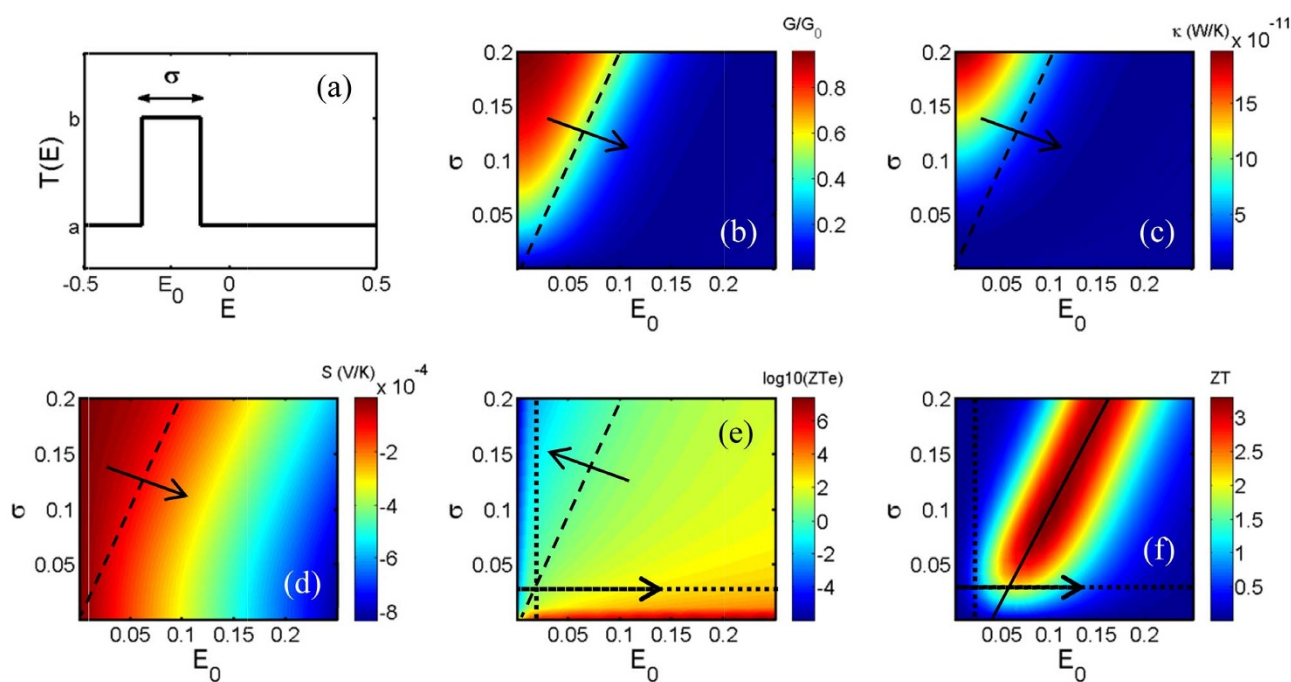 (a)
σ
b
T(E)
a
-0.5
E₀
0
0.5
E
G/G₀
0.2
0.15
σ
0.1
0.05
0.05
0.1
0.15
0.2
E₀
(b)
0.8
0.6
0.4
0.2
κ (W/K)
x 10⁻¹¹
0.2
0.15
σ
0.1
0.05
0.05
0.1
0.15
0.2
E₀
(c)
15
10
5
S (V/K)
x 10⁻⁴
0.2
0.15
σ
0.1
0.05
0.05
0.1
0.15
0.2
E₀
(d)
-2
-4
-6
-8
log10(ZTe)
0.2
0.15
σ
0.1
0.05
0.05
0.1
0.15
0.2
E₀
(e)
6
4
2
0
-2
-4
ZT
0.2
0.15
σ
0.1
0.05
0.05
0.1
0.15
0.2
E₀
(f)
3
2.5
2
1.5
1
0.5